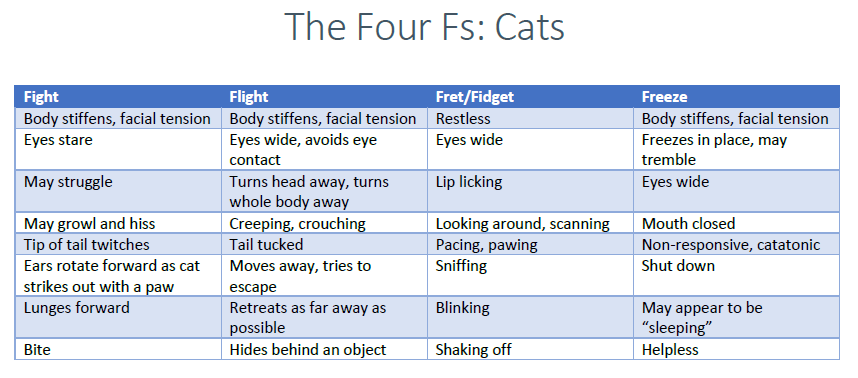 The Four Fs: Cats
Fight Flight Fret/Fidget Freeze
Body stiffens, facial tension Body stiffens, facial tension Restless Body stiffens, facial tension
Eyes stare Eyes wide, avoids eye Eyes wide Freezes in place, may
contact tremble
May struggle Turns head away, turns Lip licking Eyes wide
whole body away
May growl and hiss Creeping, crouching Looking around, scanning Mouth closed
Tip of tail twitches Tail tucked Pacing, pawing Non-responsive, catatonic
Ears rotate forward as cat Moves away, tries to Sniffing Shut down
strikes out with a paw escape
Lunges forward Retreats as far away as Blinking May appear to be
possible “sleeping”
Bite Hides behind an object Shaking off Helpless